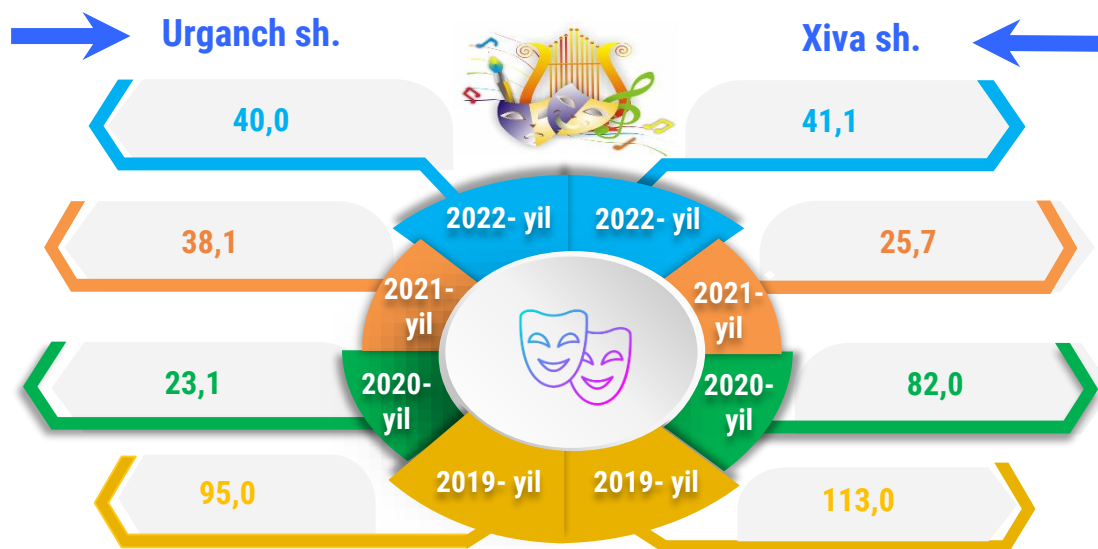 Urganch sh.
Xiva sh.
40,0
41,1
2022- yil
2022- yil
38,1
25,7
2021-
yil
2021-
yil
23,1
82,0
2020-
yil
2020-
yil
95,0
113,0
2019- yil
2019- yil